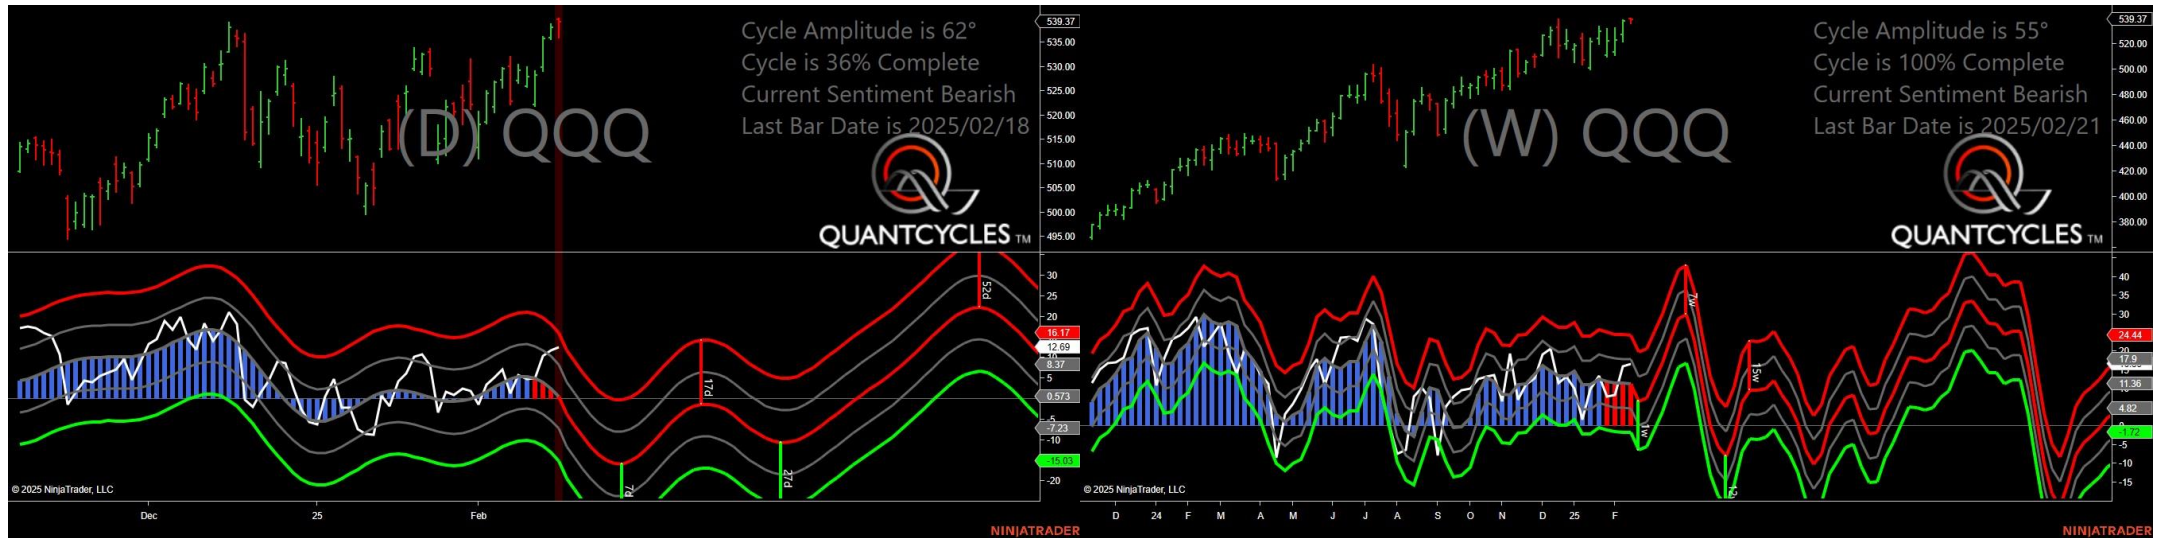 Cycle Amplitude is 62°
Cycle is 36% Complete
Current Sentiment Bearish
Last Bar Date is 2025/02/18
(D) QQQ
QUANTCYCLES TM
539.37
535.00
530.00
525.00
520.00
515.00
510.00
505.00
500.00
495.00
30
25
20
16.17
12.69
10
8.37
5
0.573
-5
-7.23
-10
-15.03
-20
7d
17d
27d
52d
© 2025 NinjaTrader, LLC
Dec 25 Feb
NINJATRADER
Cycle Amplitude is 55°
Cycle is 100% Complete
Current Sentiment Bearish
Last Bar Date is 2025/02/21
(W) QQQ
QUANTCYCLES TM
539.37
520.00
500.00
480.00
460.00
440.00
420.00
400.00
380.00
40
35
30
24.44
20
17.9
15
11.36
4.82
-1.72
-5
-10
-15
1w
7w
15w
© 2025 NinjaTrader, LLC
D 24 F M A M J J A S O N D 25 F
NINJATRADER